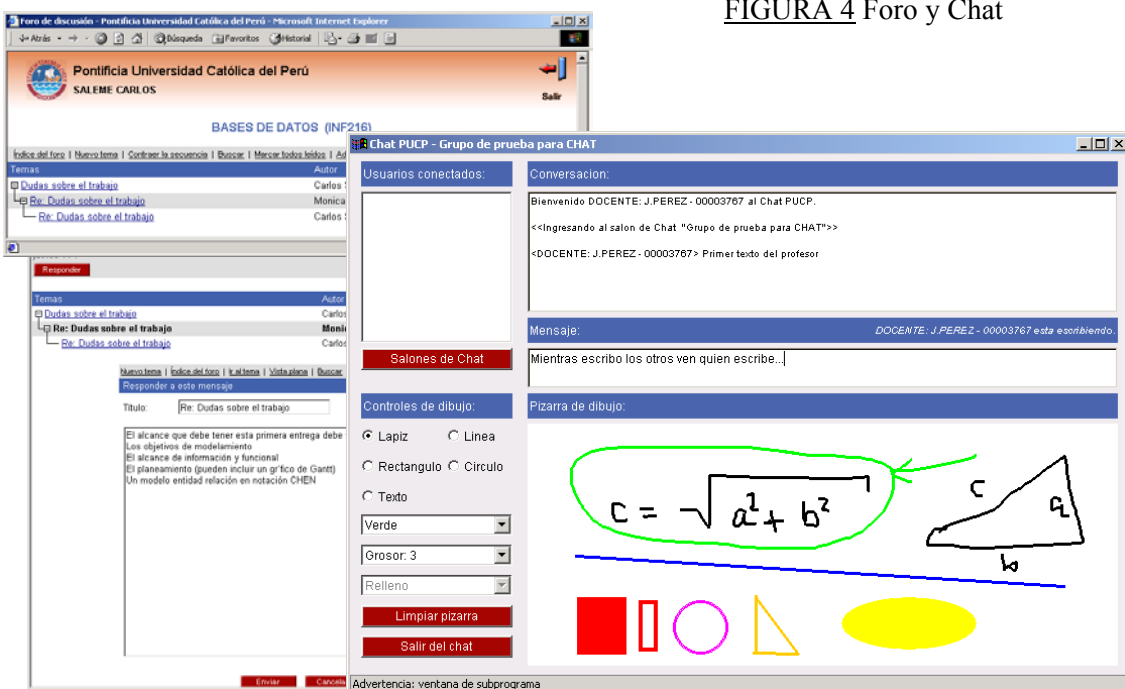 FIGURA 4 Foro y Chat
Foro de discusión - Pontificia Universidad Católica del Perú - Microsoft Internet Explorer
Atrás Búsqueda Favoritos Historial
Pontificia Universidad Católica del Perú
SALEME CARLOS
Salir
BASES DE DATOS (INF216)
Índice del foro | Nuevo tema | Contraer la secuencia | Buscar | Marcar todos leídos | Ad
Temas Autor
Dudas sobre el trabajo Carlos S
Re: Dudas sobre el trabajo Monica
Re: Dudas sobre el trabajo Carlos S
Responder
Temas Autor
Dudas sobre el trabajo Carlos
Re: Dudas sobre el trabajo Moni
Re: Dudas sobre el trabajo Carlos
Nuevo tema | Índice del foro | Ir al tema | Vista plana | Buscar
Responder a este mensaje
Titulo: Re: Dudas sobre el trabajo
El alcance que debe tener esta primera entrega debe
Los objetivos de modelamiento
El alcance de información y funcional
El planeamiento (pueden incluir un gr'fico de Gantt)
Un modelo entidad relación en notación CHEN
Enviar Cancela
Chat PUCP - Grupo de prueba para CHAT
Usuarios conectados:
Conversacion:
Bienvenido DOCENTE: J.PEREZ - 00003767 al Chat PUCP.
<<Ingresando al salon de Chat "Grupo de prueba para CHAT">>
<DOCENTE: J.PEREZ - 00003767> Primer texto del profesor
Mensaje: DOCENTE: J.PEREZ - 00003767 esta escribiendo.
Salones de Chat
Mientras escribo los otros ven quien escribe...
Controles de dibujo:
Pizarra de dibujo:
Lapiz Linea
Rectangulo Circulo
Texto
Verde
Grosor: 3
Relleno
Limpiar pizarra
Salir del chat
c = √a² + b²
c a
b
Advertencia: ventana de subprograma